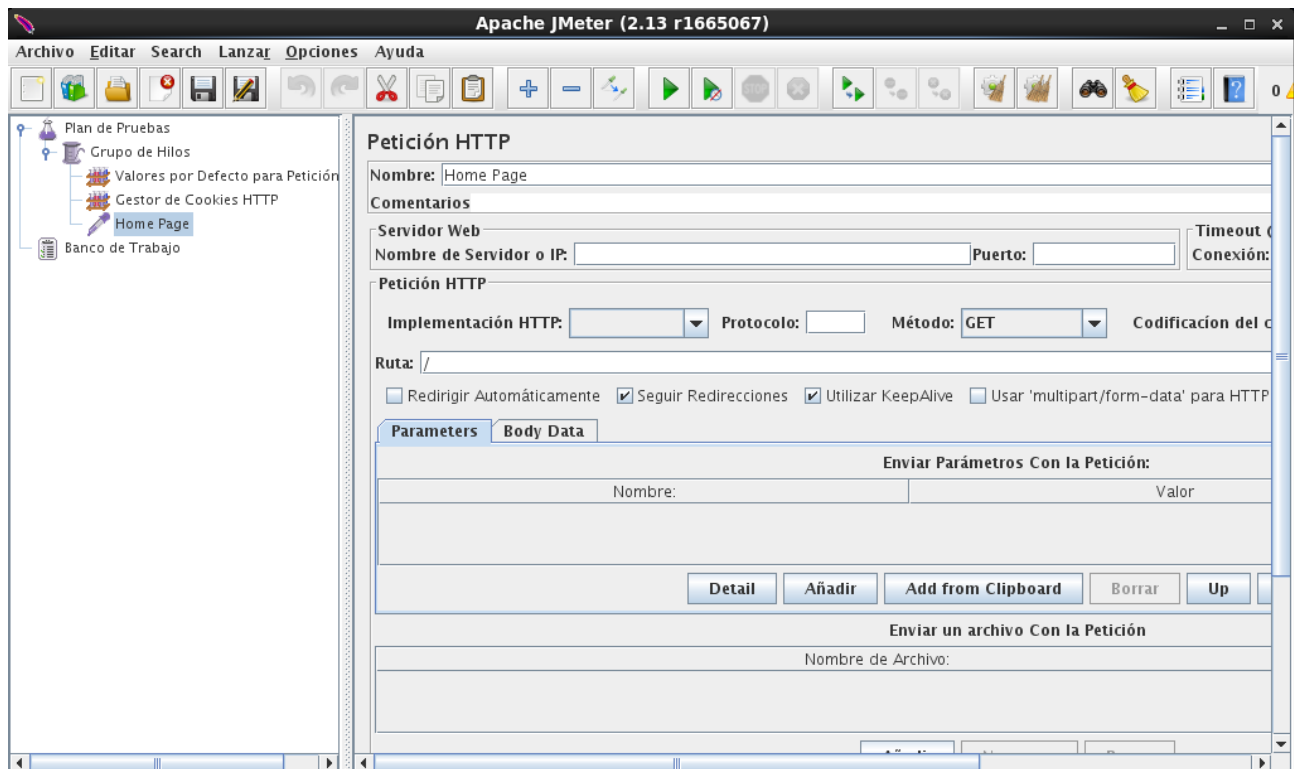 Apache JMeter (2.13 r1665067)
Archivo Editar Search Lanzar Opciones Ayuda
STOP
0
Plan de Pruebas
Grupo de Hilos
Valores por Defecto para Petición
Gestor de Cookies HTTP
Home Page
Banco de Trabajo
Petición HTTP
Nombre: Home Page
Comentarios
Servidor Web
Timeout (
Nombre de Servidor o IP:
Puerto:
Conexión:
Petición HTTP
Implementación HTTP:
Protocolo:
Método: GET
Codificacíon del c
Ruta: /
Redirigir Automáticamente
Seguir Redirecciones
Utilizar KeepAlive
Usar 'multipart/form-data' para HTTP
Parameters
Body Data
Enviar Parámetros Con la Petición:
Nombre:
Valor
Detail
Añadir
Add from Clipboard
Borrar
Up
Enviar un archivo Con la Petición
Nombre de Archivo: